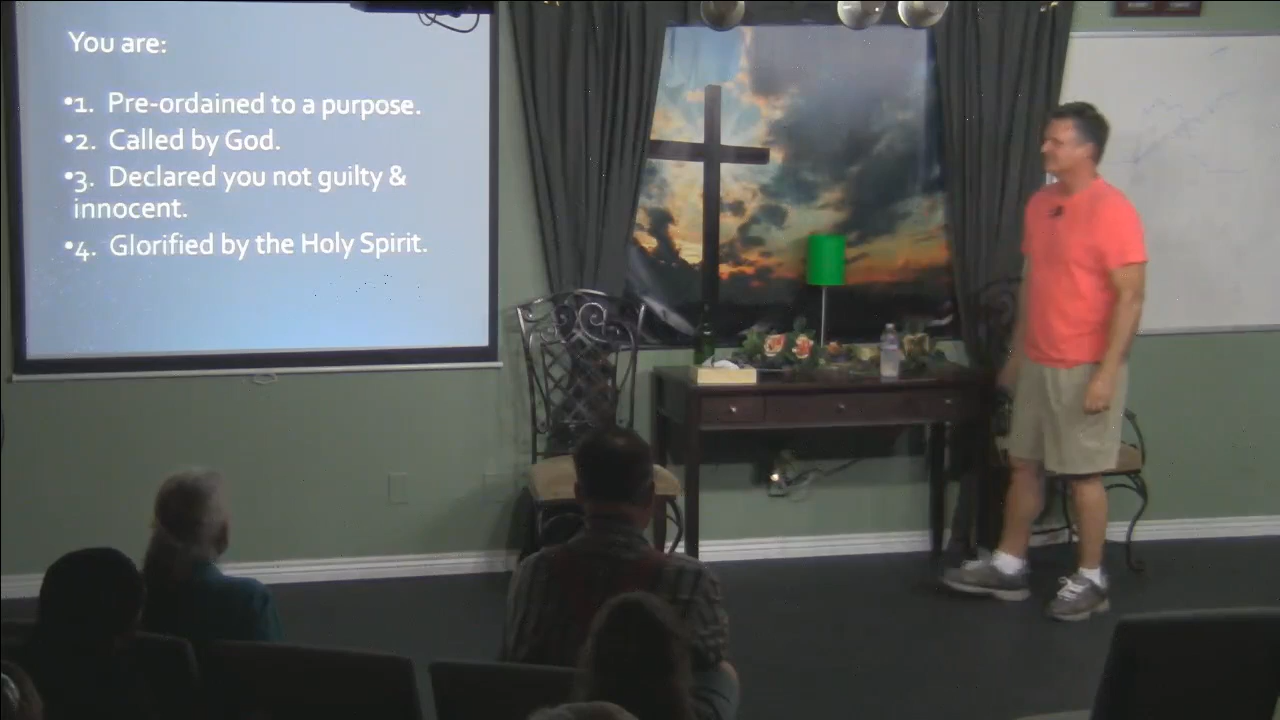 You are:
•1. Pre-ordained to a purpose.
•2. Called by God.
•3. Declared you not guilty &
innocent.
•4. Glorified by the Holy Spirit.